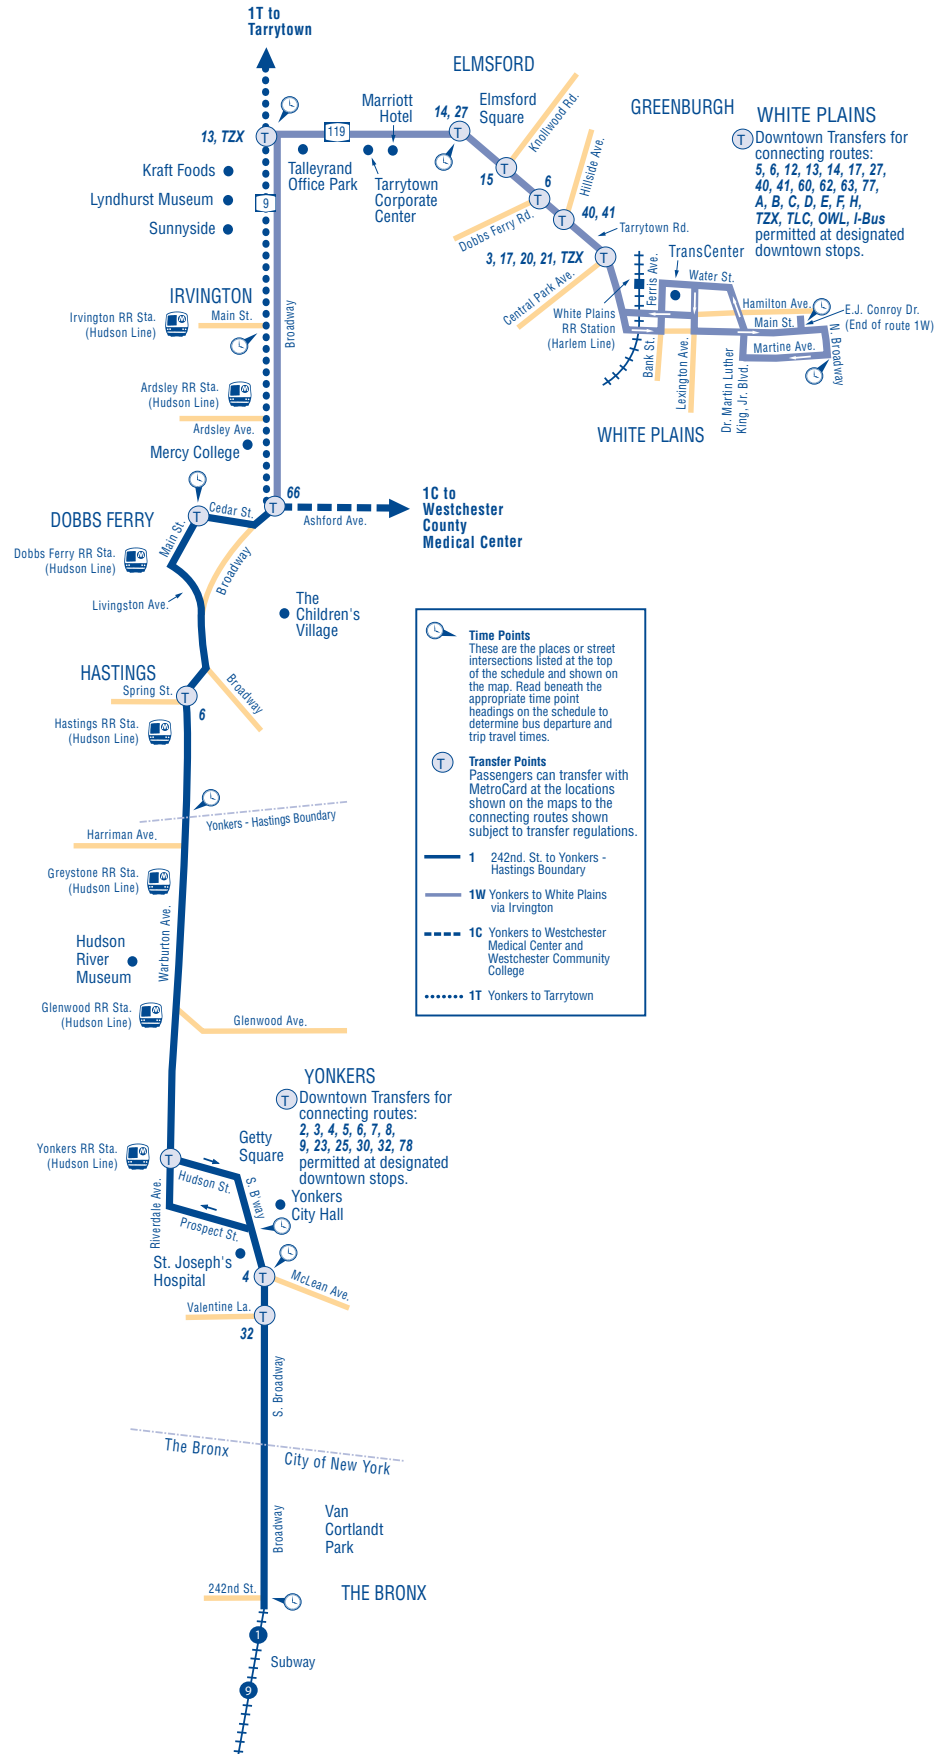 1T to
Tarrytown
ELMSFORD
Marriott
Hotel
14, 27
Elmsford
Square
Knollwood Rd.
GREENBURGH
WHITE PLAINS
T
Downtown Transfers for
connecting routes:
5, 6, 12, 13, 14, 17, 27,
40, 41, 60, 62, 63, 77,
A, B, C, D, E, F, H,
TZX, TLC, OWL, I-Bus
permitted at designated
downtown stops.
13, TZX
T
119
T
Talleyrand
Office Park
Tarrytown
Corporate
Center
Kraft Foods
Lyndhurst Museum
9
Sunnyside
15
T
6
T
Hillside Ave.
40, 41
T
Dobbs Ferry Rd.
Tarrytown Rd.
3, 17, 20, 21, TZX
T
Central Park Ave.
TransCenter
Ferris Ave.
Water St.
White Plains
RR Station
(Harlem Line)
Hamilton Ave.
Main St.
E.J. Conroy Dr.
(End of route 1W)
Martine Ave.
N. Broadway
Bank St.
Lexington Ave.
Dr. Martin Luther
King, Jr. Blvd.
WHITE PLAINS
IRVINGTON
Irvington RR Sta.
(Hudson Line)
M
Main St.
Broadway
Ardsley RR Sta.
(Hudson Line)
M
Ardsley Ave.
Mercy College
66
T
Ashford Ave.
1C to
Westchester
County
Medical Center
DOBBS FERRY
T
Cedar St.
Main St.
Dobbs Ferry RR Sta.
(Hudson Line)
M
Broadway
Livingston Ave.
The
Children's
Village
HASTINGS
Spring St.
T
6
Broadway
Hastings RR Sta.
(Hudson Line)
M
Yonkers - Hastings Boundary
Harriman Ave.
Greystone RR Sta.
(Hudson Line)
M
Warburton Ave.
Hudson
River
Museum
Glenwood RR Sta.
(Hudson Line)
M
Glenwood Ave.
Time Points
These are the places or street
intersections listed at the top
of the schedule and shown on
the map. Read beneath the
appropriate time point
headings on the schedule to
determine bus departure and
trip travel times.
T
Transfer Points
Passengers can transfer with
MetroCard at the locations
shown on the maps to the
connecting routes shown
subject to transfer regulations.
1 242nd. St. to Yonkers -
Hastings Boundary
1W Yonkers to White Plains
via Irvington
1C Yonkers to Westchester
Medical Center and
Westchester Community
College
1T Yonkers to Tarrytown
YONKERS
T
Downtown Transfers for
connecting routes:
2, 3, 4, 5, 6, 7, 8,
9, 23, 25, 30, 32, 78
permitted at designated
downtown stops.
Getty
Square
Yonkers RR Sta.
(Hudson Line)
M
T
Hudson St.
S. B'way
Riverdale Ave.
Yonkers
City Hall
Prospect St.
St. Joseph's
Hospital
4
T
McLean Ave.
Valentine La.
T
32
S. Broadway
The Bronx
City of New York
Broadway
Van
Cortlandt
Park
242nd St.
THE BRONX
1
Subway
9